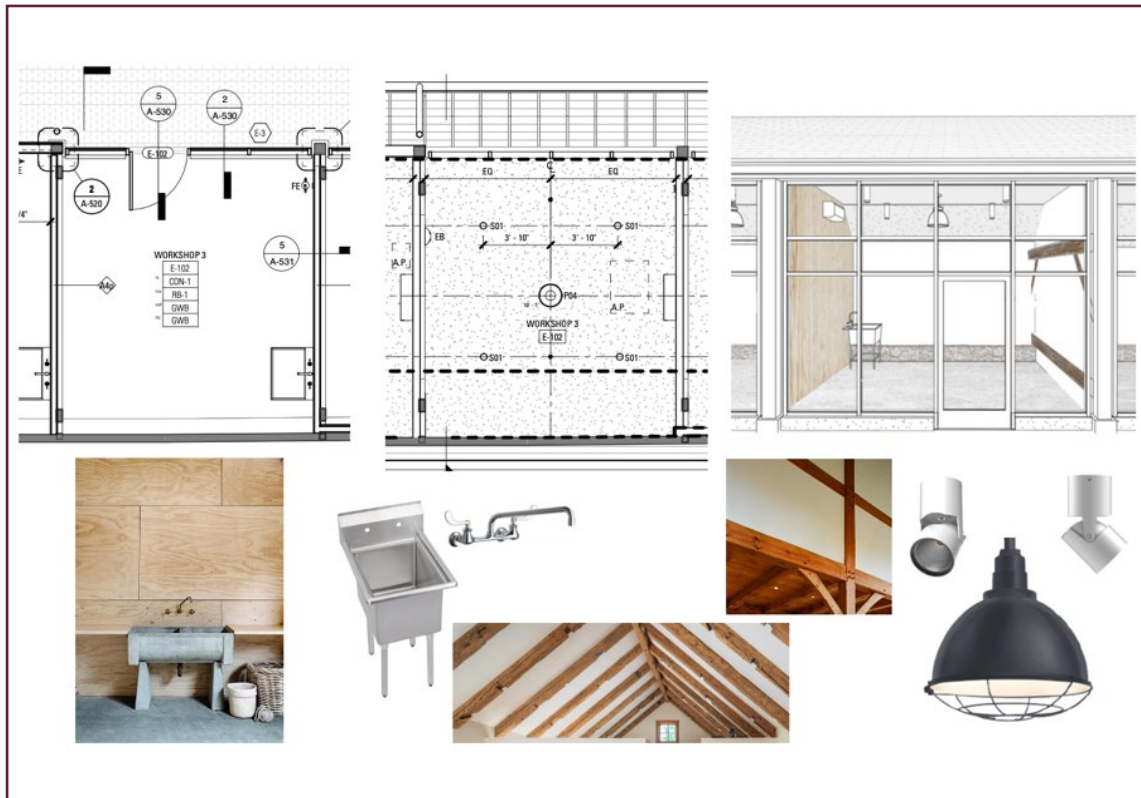 5
A-530
2
A-530
E-3
E-102
2
A-520
FE
5
A-531
A4a
WORKSHOP 3
E-102
CON-1
RB-1
GWB
GWB
EQ
EQ
S01
S01
EB
3' - 10"
3' - 10"
A.P.
A.P.
P04
WORKSHOP 3
E-102
S01
S01